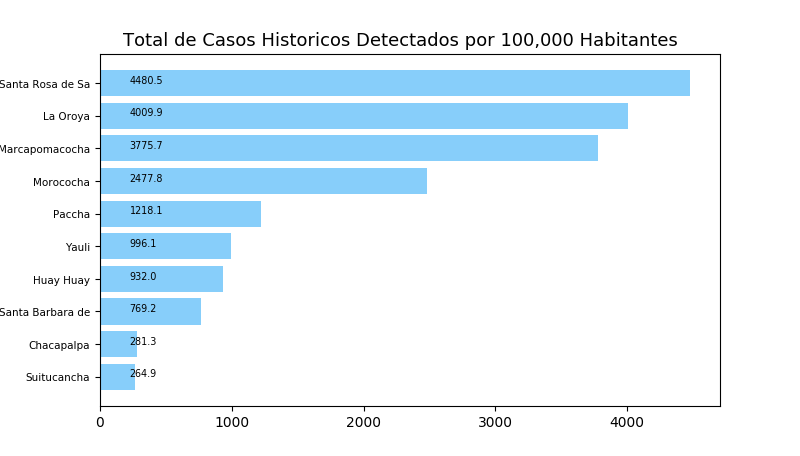 Total de Casos Historicos Detectados por 100,000 Habitantes
Santa Rosa de Sa 4480.5
La Oroya 4009.9
Marcapomacocha 3775.7
Morococha 2477.8
Paccha 1218.1
Yauli 996.1
Huay Huay 932.0
Santa Barbara de 769.2
Chacapalpa 281.3
Suitucancha 264.9
0 1000 2000 3000 4000